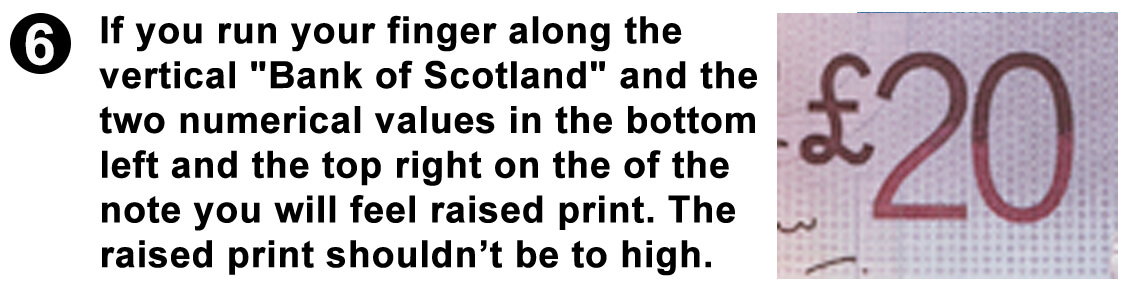 6
If you run your finger along the
vertical "Bank of Scotland" and the
two numerical values in the bottom
left and the top right on the of the
note you will feel raised print. The
raised print shouldn’t be to high.
£20